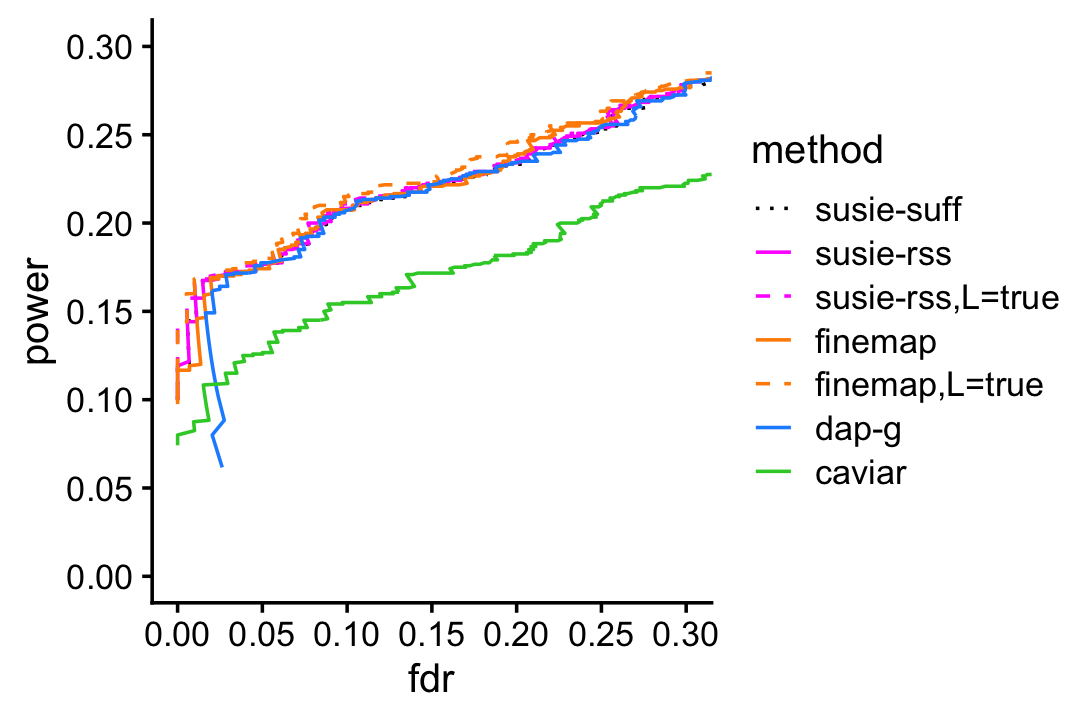 power
0.30
0.25
0.20
0.15
0.10
0.05
0.00
0.00 0.05 0.10 0.15 0.20 0.25 0.30
fdr
method
susie-suff
susie-rss
susie-rss,L=true
finemap
finemap,L=true
dap-g
caviar